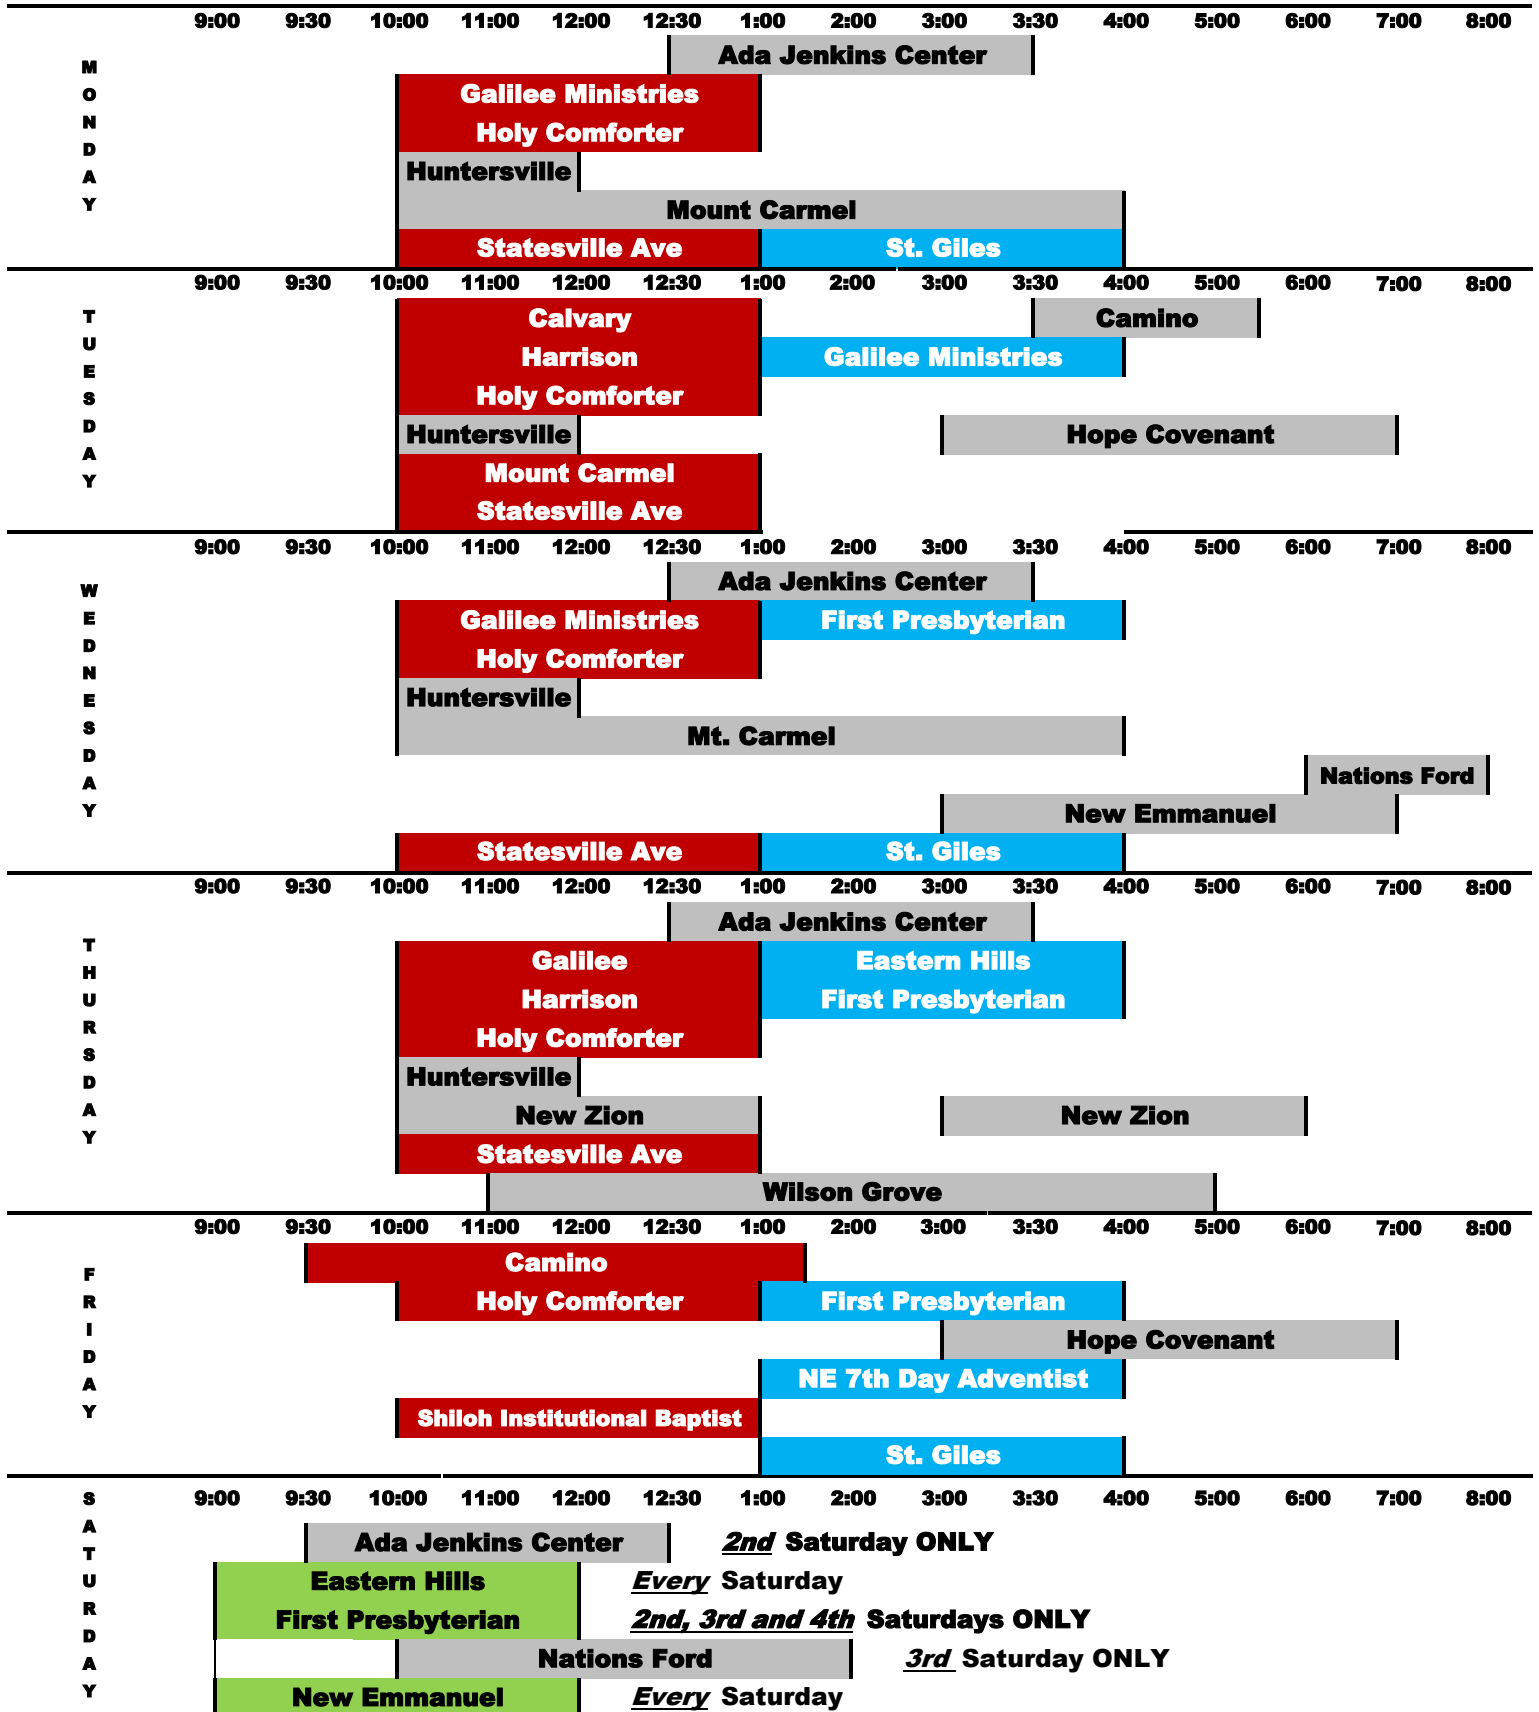 9:00 9:30 10:00 11:00 12:00 12:30 1:00 2:00 3:00 3:30 4:00 5:00 6:00 7:00 8:00
MONDAY
Ada Jenkins Center
Galilee Ministries
Holy Comforter
Huntersville
Mount Carmel
Statesville Ave St. Giles
9:00 9:30 10:00 11:00 12:00 12:30 1:00 2:00 3:00 3:30 4:00 5:00 6:00 7:00 8:00
TUESDAY
Calvary Camino
Harrison Galilee Ministries
Holy Comforter
Huntersville Hope Covenant
Mount Carmel
Statesville Ave
9:00 9:30 10:00 11:00 12:00 12:30 1:00 2:00 3:00 3:30 4:00 5:00 6:00 7:00 8:00
WEDNESDAY
Ada Jenkins Center
Galilee Ministries First Presbyterian
Holy Comforter
Huntersville
Mt. Carmel
Nations Ford
New Emmanuel
Statesville Ave St. Giles
9:00 9:30 10:00 11:00 12:00 12:30 1:00 2:00 3:00 3:30 4:00 5:00 6:00 7:00 8:00
THURSDAY
Ada Jenkins Center
Galilee Eastern Hills
Harrison First Presbyterian
Holy Comforter
Huntersville
New Zion New Zion
Statesville Ave
Wilson Grove
9:00 9:30 10:00 11:00 12:00 12:30 1:00 2:00 3:00 3:30 4:00 5:00 6:00 7:00 8:00
FRIDAY
Camino
Holy Comforter First Presbyterian
Hope Covenant
NE 7th Day Adventist
Shiloh Institutional Baptist
St. Giles
9:00 9:30 10:00 11:00 12:00 12:30 1:00 2:00 3:00 3:30 4:00 5:00 6:00 7:00 8:00
SATURDAY
Ada Jenkins Center 2nd Saturday ONLY
Eastern Hills Every Saturday
First Presbyterian 2nd, 3rd and 4th Saturdays ONLY
Nations Ford 3rd Saturday ONLY
New Emmanuel Every Saturday